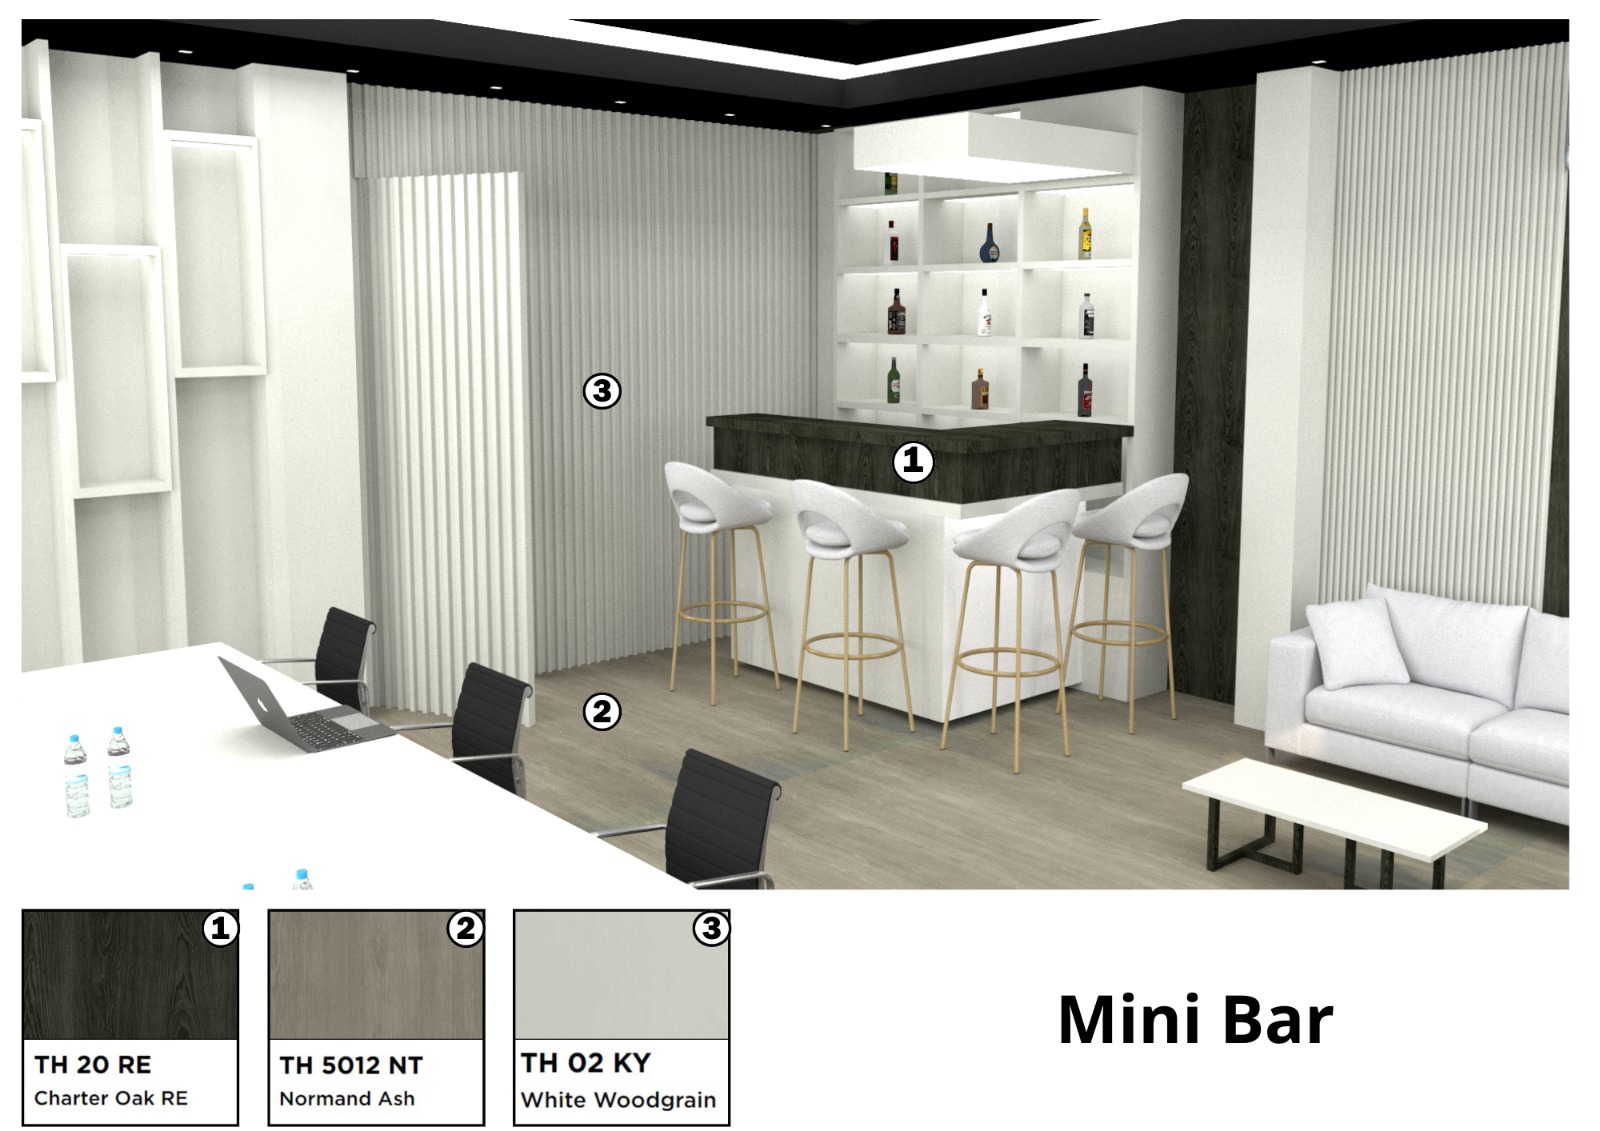 3
1
2
1
2
3
TH 20 RE
Charter Oak RE
TH 5012 NT
Normand Ash
TH 02 KY
White Woodgrain
Mini Bar